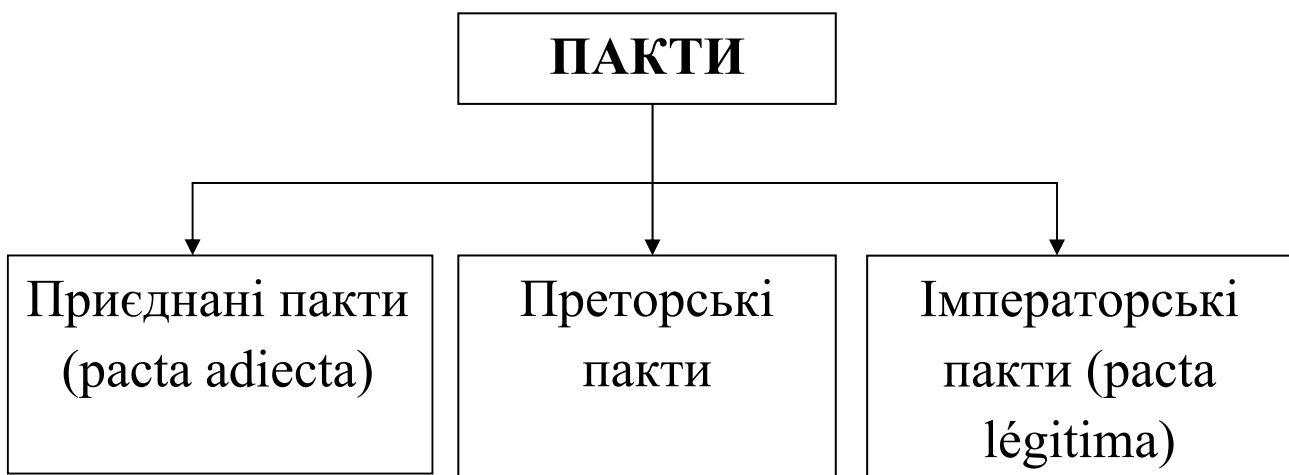 ПАКТИ
Приєднані пакти
(pacta adiecta)
Преторські
пакти
Імператорські
пакти (pacta
légitima)